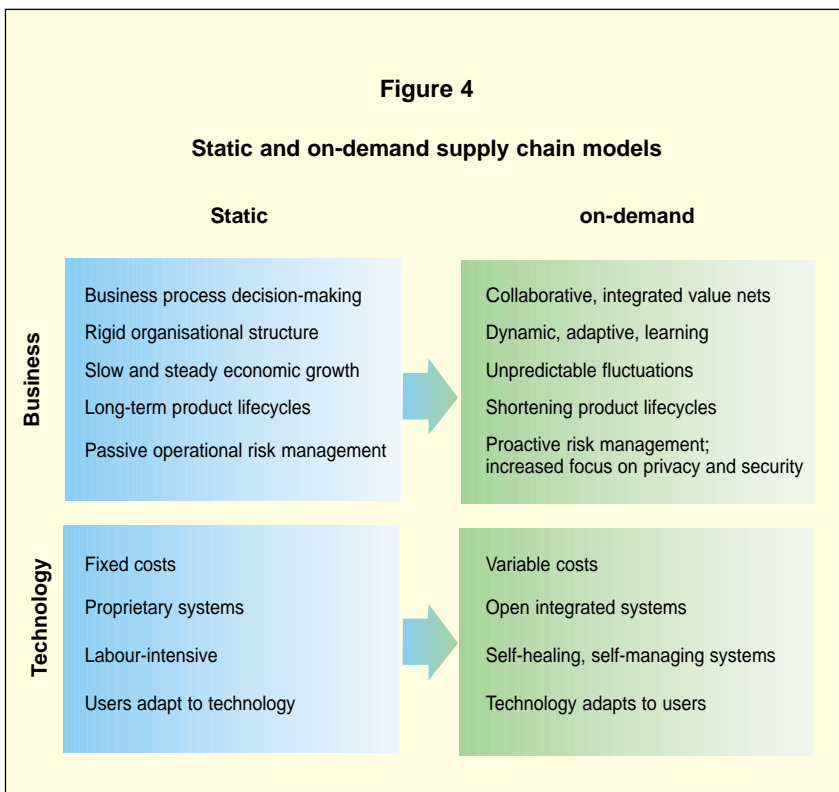 Figure 4
Static and on-demand supply chain models
Static
on-demand
Business
Business process decision-making
Rigid organisational structure
Slow and steady economic growth
Long-term product lifecycles
Passive operational risk management
Collaborative, integrated value nets
Dynamic, adaptive, learning
Unpredictable fluctuations
Shortening product lifecycles
Proactive risk management;
increased focus on privacy and security
Technology
Fixed costs
Proprietary systems
Labour-intensive
Users adapt to technology
Variable costs
Open integrated systems
Self-healing, self-managing systems
Technology adapts to users